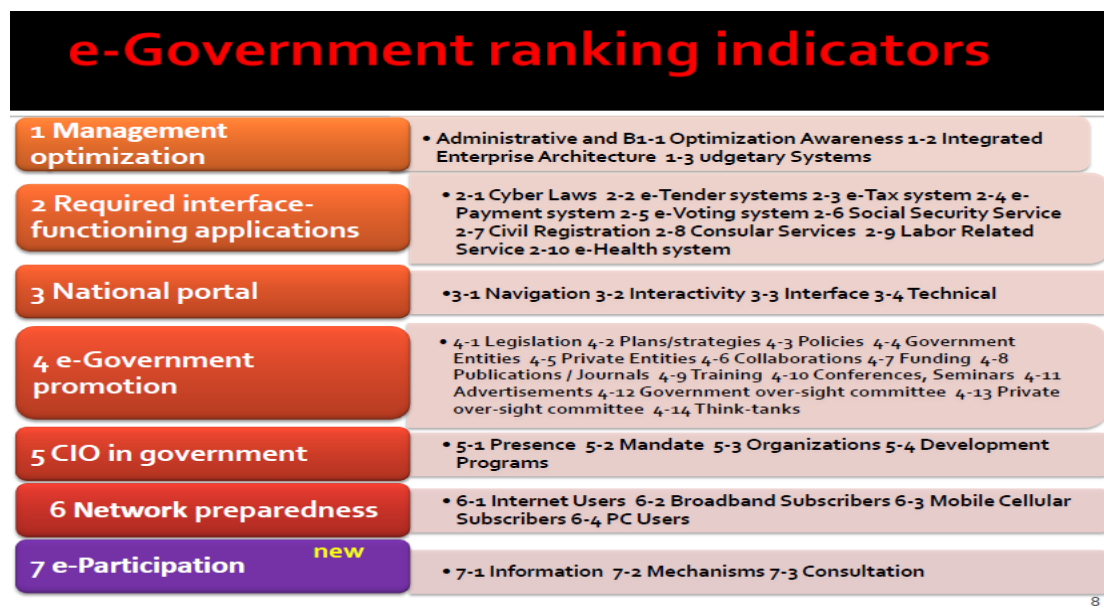 e-Government ranking indicators
1 Management
optimization
• Administrative and B1-1 Optimization Awareness 1-2 Integrated
Enterprise Architecture 1-3 udgetary Systems
2 Required interface-
functioning applications
• 2-1 Cyber Laws 2-2 e-Tender systems 2-3 e-Tax system 2-4 e-
Payment system 2-5 e-Voting system 2-6 Social Security Service
2-7 Civil Registration 2-8 Consular Services 2-9 Labor Related
Service 2-10 e-Health system
3 National portal
•3-1 Navigation 3-2 Interactivity 3-3 Interface 3-4 Technical
4 e-Government
promotion
• 4-1 Legislation 4-2 Plans/strategies 4-3 Policies 4-4 Government
Entities 4-5 Private Entities 4-6 Collaborations 4-7 Funding 4-8
Publications / Journals 4-9 Training 4-10 Conferences, Seminars 4-11
Advertisements 4-12 Government over-sight committee 4-13 Private
over-sight committee 4-14 Think-tanks
5 CIO in government
• 5-1 Presence 5-2 Mandate 5-3 Organizations 5-4 Development
Programs
6 Network preparedness
• 6-1 Internet Users 6-2 Broadband Subscribers 6-3 Mobile Cellular
Subscribers 6-4 PC Users
new
7 e-Participation
• 7-1 Information 7-2 Mechanisms 7-3 Consultation
8